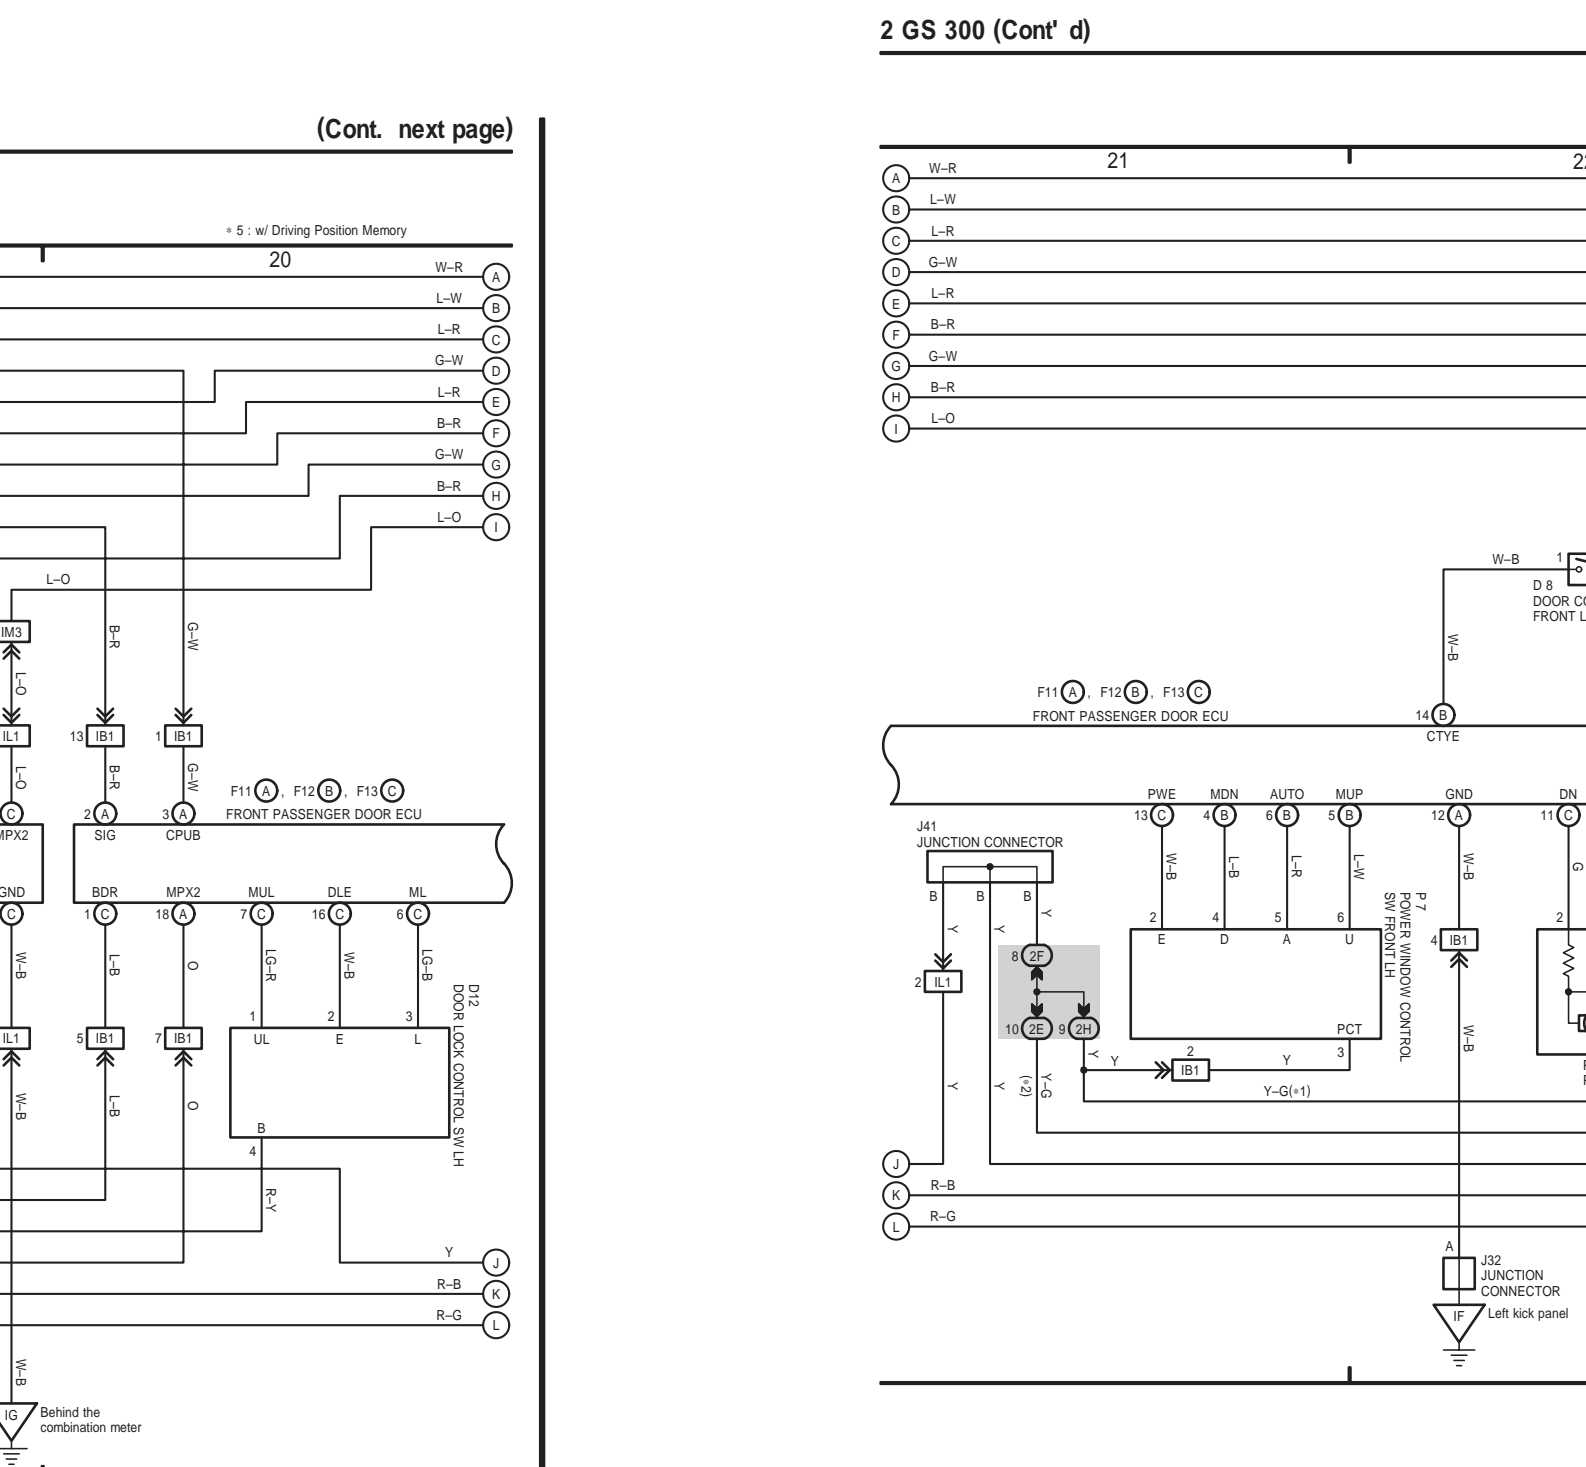 2 GS 300 (Cont' d)
(Cont. next page)
∗ 5 : w/ Driving Position Memory
20
W–R
A
L–W
B
L–R
C
G–W
D
L–R
E
B–R
F
G–W
G
B–R
H
L–O
I
L–O
IM3
B–R
G–W
L–O
IL1
13 IB1
1 IB1
L–O
B–R
G–W
F11 A , F12 B , F13 C
FRONT PASSENGER DOOR ECU
C
2 A
3 A
MPX2
SIG
CPUB
GND
BDR
MPX2
MUL
DLE
ML
C
1 C
18 A
7 C
16 C
6 C
W–B
L–B
O
LG–R
W–B
LG–B
D12
DOOR LOCK CONTROL SW LH
1
2
3
IL1
5 IB1
7 IB1
UL
E
L
W–B
L–B
O
B
4
R–Y
Y
J
R–B
K
R–G
L
W–B
IG
Behind the
combination meter
21
A
W–R
B
L–W
C
L–R
D
G–W
E
L–R
F
B–R
G
G–W
H
B–R
I
L–O
W–B
1
D 8
W–B
F11 A , F12 B , F13 C
FRONT PASSENGER DOOR ECU
14 B
CTYE
PWE
MDN
AUTO
MUP
GND
DN
13 C
4 B
6 B
5 B
12 A
11 C
J41
JUNCTION CONNECTOR
W–B
L–B
L–R
L–W
W–B
G
B
B
B
Y
Y
Y
P 7
POWER WINDOW CONTROL
SW FRONT LH
2
4
5
6
2
E
D
A
U
4 IB1
8 2F
2 IL1
10 2E
9 2H
PCT
3
W–B
Y
Y
2
IB1
Y
Y
Y
Y–G
(∗2)
Y–G(∗1)
J
K
R–B
L
R–G
A
J32
JUNCTION
CONNECTOR
IF
Left kick panel